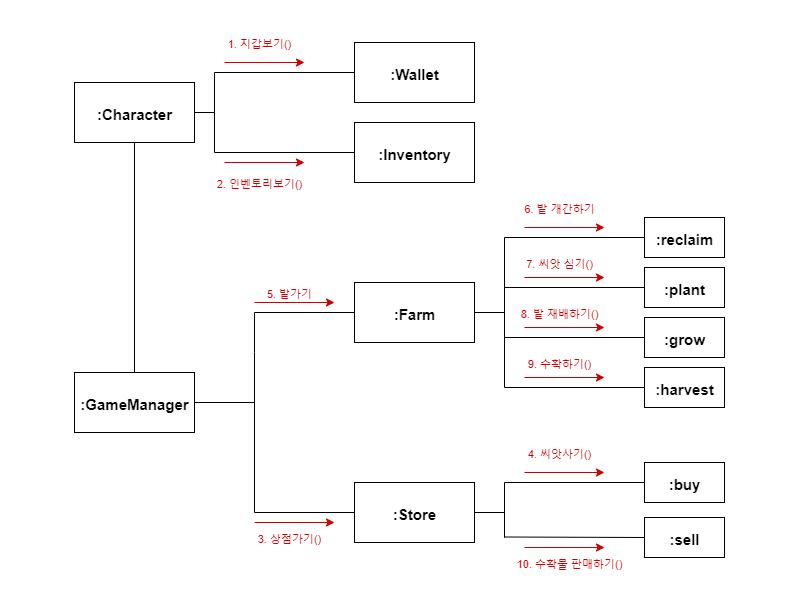 1. 지갑보기()
:Wallet
:Character
:Inventory
2. 인벤토리보기()
6. 밭 개간하기
:reclaim
7. 씨앗 심기()
:plant
5. 밭가기
:Farm
8. 밭 재배하기()
:grow
9. 수확하기()
:harvest
:GameManager
4. 씨앗사기()
:buy
:Store
3. 상점가기()
:sell
10. 수확물 판매하기()